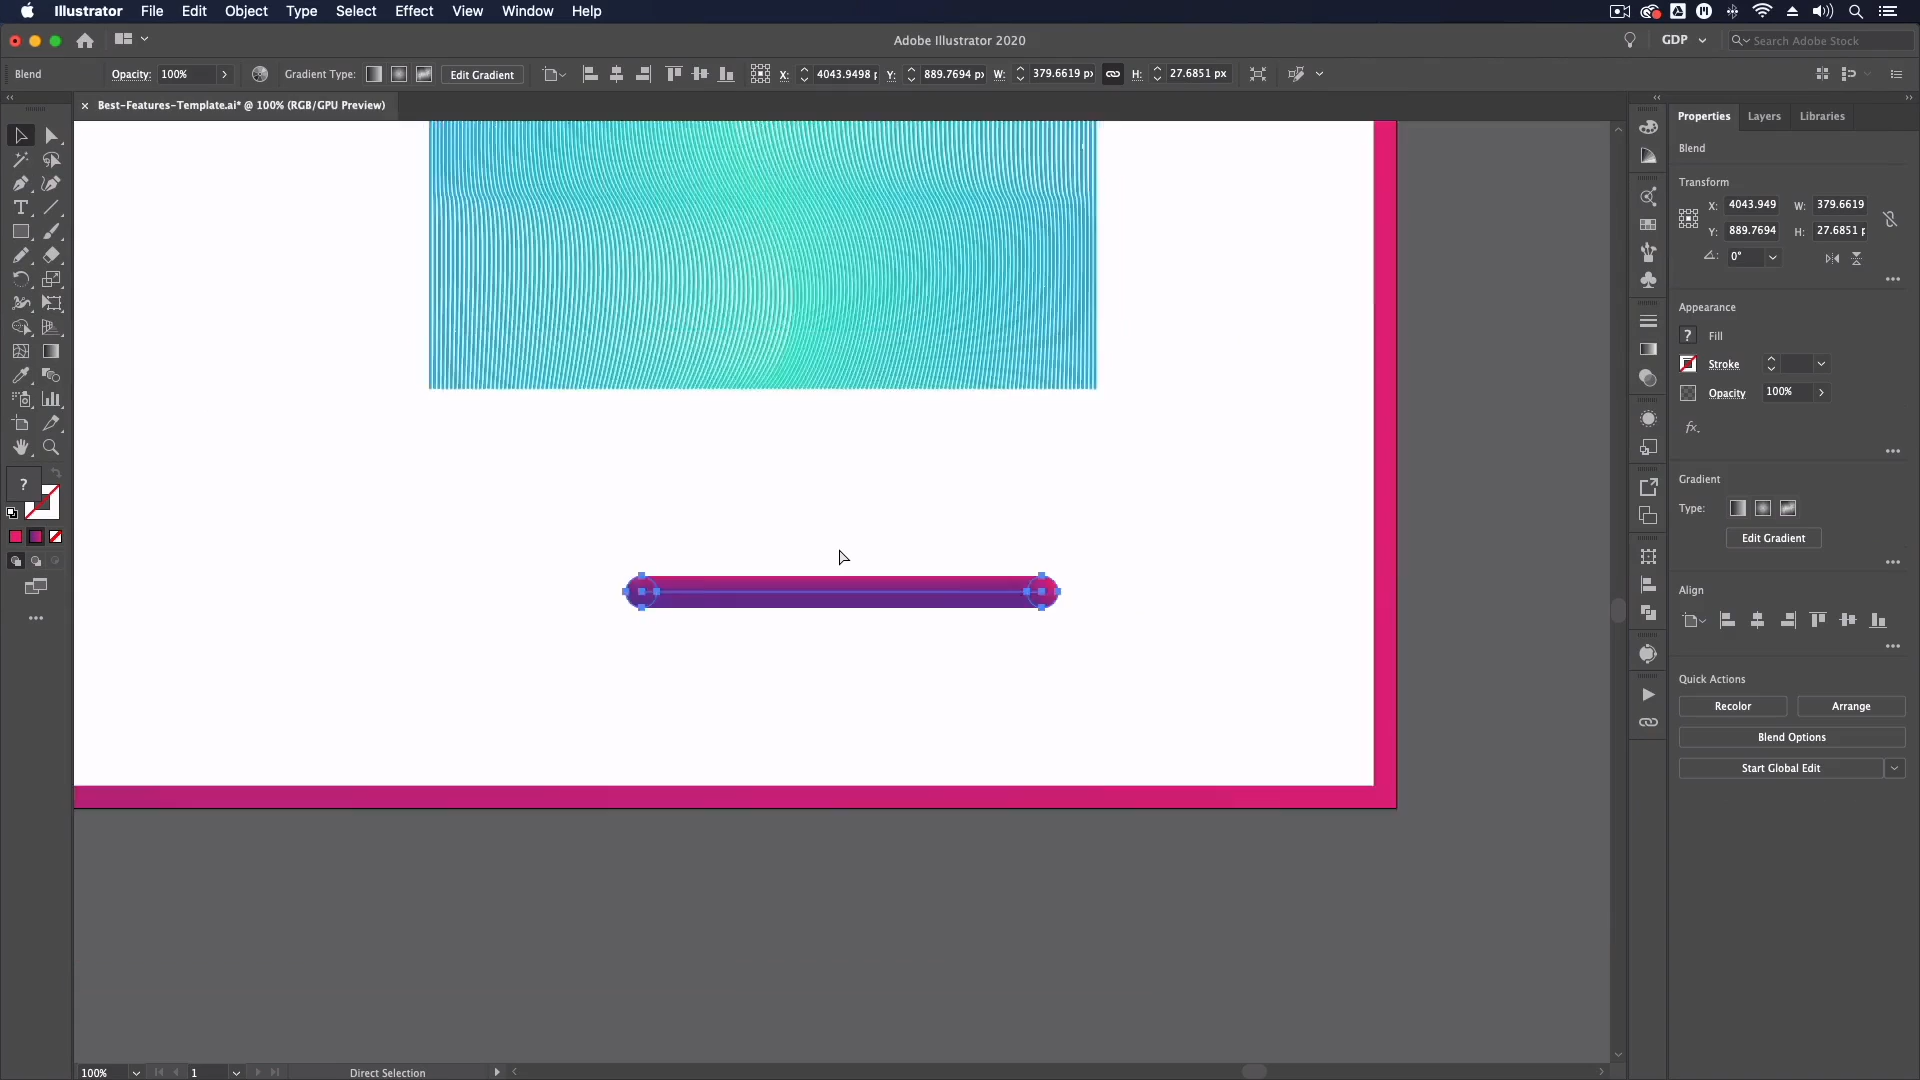 Illustrator File Edit Object Type Select Effect View Window Help
Adobe Illustrator 2020
GDP
Search Adobe Stock
Blend Opacity: 100% Gradient Type: Edit Gradient X: 4043.9498 p Y: 889.7694 px W: 379.6619 px H: 27.6851 px
× Best-Features-Template.ai* @ 100% (RGB/GPU Preview)
Properties Layers Libraries
Blend
Transform
X: 4043.949 W: 379.6619
Y: 889.7694 H: 27.6851 p
0°
Appearance
? Fill
Stroke
Opacity 100%
fx.
Gradient
Type:
Edit Gradient
Align
Quick Actions
Recolor Arrange
Blend Options
Start Global Edit
?
100% 1 Direct Selection